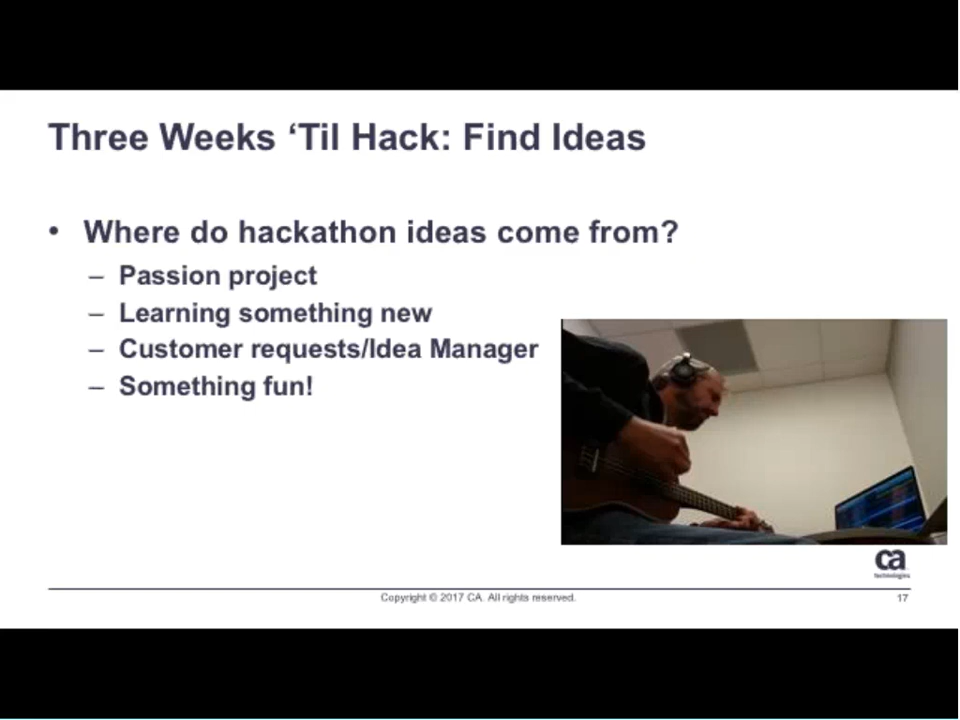 Three Weeks ‘Til Hack: Find Ideas
• Where do hackathon ideas come from?
– Passion project
– Learning something new
– Customer requests/Idea Manager
– Something fun!
ca
technologies
Copyright © 2017 CA. All rights reserved.
17